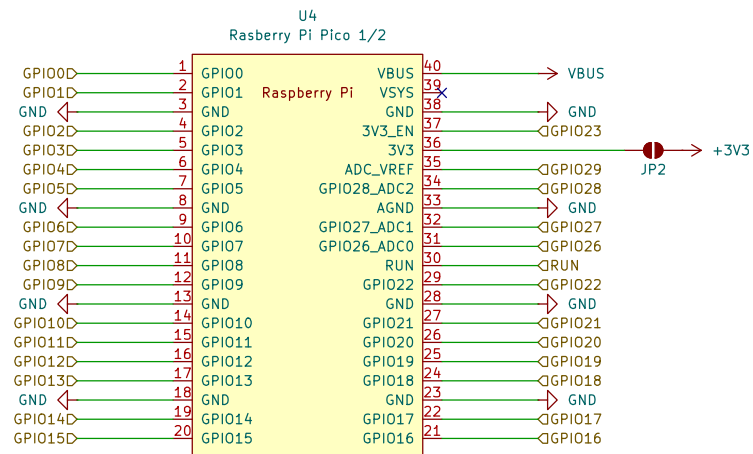 U4
Rasberry Pi Pico 1/2
GPIO0 1 GPIO0 VBUS 40 VBUS
GPIO1 2 GPIO1 Raspberry Pi VSYS 39
GND 3 GND GND 38 GND
GPIO2 4 GPIO2 3V3_EN 37 GPIO23
GPIO3 5 GPIO3 3V3 36 +3V3
JP2
GPIO4 6 GPIO4 ADC_VREF 35 GPIO29
GPIO5 7 GPIO5 GPIO28_ADC2 34 GPIO28
GND 8 GND AGND 33 GND
GPIO6 9 GPIO6 GPIO27_ADC1 32 GPIO27
GPIO7 10 GPIO7 GPIO26_ADC0 31 GPIO26
GPIO8 11 GPIO8 RUN 30 RUN
GPIO9 12 GPIO9 GPIO22 29 GPIO22
GND 13 GND GND 28 GND
GPIO10 14 GPIO10 GPIO21 27 GPIO21
GPIO11 15 GPIO11 GPIO20 26 GPIO20
GPIO12 16 GPIO12 GPIO19 25 GPIO19
GPIO13 17 GPIO13 GPIO18 24 GPIO18
GND 18 GND GND 23 GND
GPIO14 19 GPIO14 GPIO17 22 GPIO17
GPIO15 20 GPIO15 GPIO16 21 GPIO16